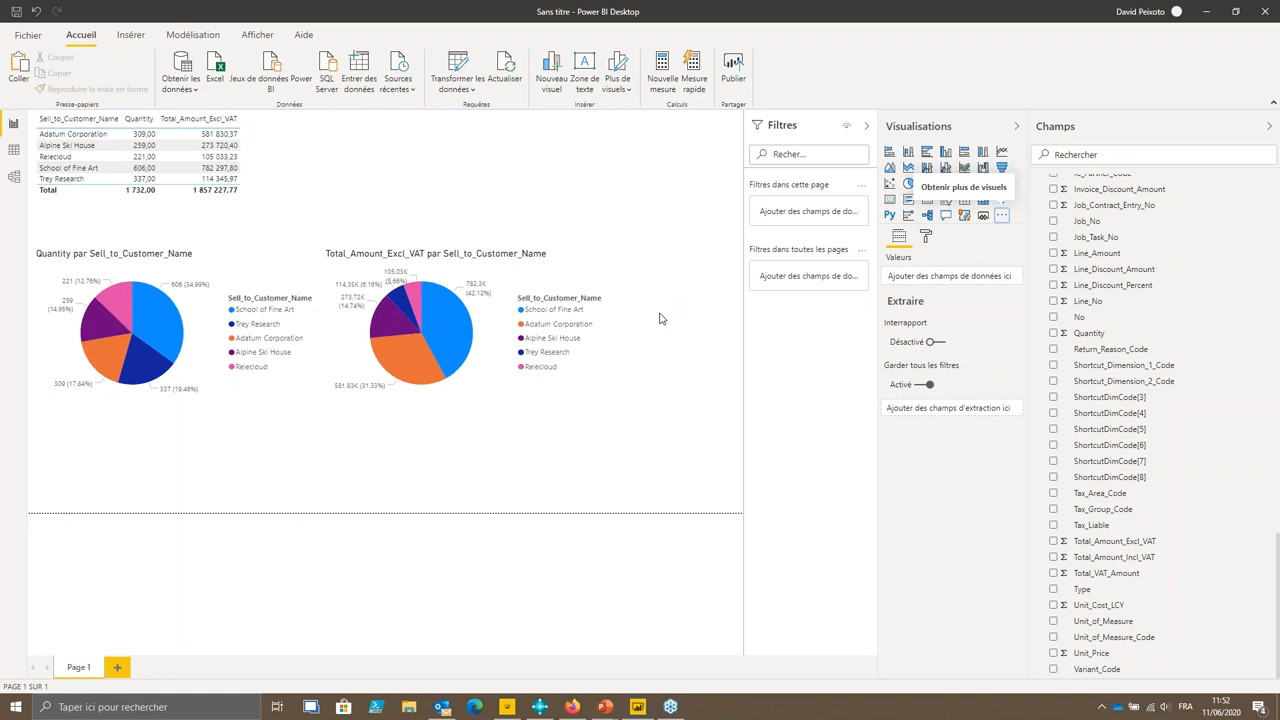 Sans titre - Power BI Desktop
David Peixoto
Fichier Accueil Insérer Modélisation Afficher Aide
Coller
Couper
Copier
Reproduire la mise en forme
Presse-papiers
Obtenir les données
Excel
Jeux de données Power BI
SQL Server
Entrer des données
Sources récentes
Données
Transformer les données
Actualiser
Requêtes
Nouveau visuel
Zone de texte
Plus de visuels
Insérer
Nouvelle mesure
Mesure rapide
Calculs
Publier
Partager
Sell_to_Customer_Name Quantity Total_Amount_Excl_VAT
Adatum Corporation 309,00 581 830,37
Alpine Ski House 259,00 273 720,40
Relecloud 221,00 105 033,23
School of Fine Art 606,00 782 297,80
Trey Research 337,00 114 345,97
Total 1 732,00 1 857 227,77
Quantity par Sell_to_Customer_Name
221 (12,76%)
606 (34,99%)
259
(14,95%)
309 (17,84%)
337 (19,46%)
Sell_to_Customer_Name
School of Fine Art
Trey Research
Adatum Corporation
Alpine Ski House
Relecloud
Total_Amount_Excl_VAT par Sell_to_Customer_Name
105,03K
(5,66%)
114,35K (6,16%)
273,72K
(14,74%)
782,3K
(42,12%)
581,83K (31,33%)
Sell_to_Customer_Name
School of Fine Art
Adatum Corporation
Alpine Ski House
Trey Research
Relecloud
Filtres
Recher...
Filtres dans cette page ...
Ajouter des champs de do...
Filtres dans toutes les pages ...
Ajouter des champs de do...
Visualisations
Obtenir plus de visuels
Py
Valeurs
Ajouter des champs de données ici
Extraire
Interrapport
Désactivé
Garder tous les filtres
Activé
Ajouter des champs d'extraction ici
Champs
Rechercher
Invoice_Discount_Amount
Job_Contract_Entry_No
Job_No
Job_Task_No
Line_Amount
Line_Discount_Amount
Line_Discount_Percent
Line_No
No
Quantity
Return_Reason_Code
Shortcut_Dimension_1_Code
Shortcut_Dimension_2_Code
ShortcutDimCode[3]
ShortcutDimCode[4]
ShortcutDimCode[5]
ShortcutDimCode[6]
ShortcutDimCode[7]
ShortcutDimCode[8]
Tax_Area_Code
Tax_Group_Code
Tax_Liable
Total_Amount_Excl_VAT
Total_Amount_Incl_VAT
Total_VAT_Amount
Type
Unit_Cost_LCY
Unit_of_Measure
Unit_of_Measure_Code
Unit_Price
Variant_Code
Page 1
PAGE 1 SUR 1
Taper ici pour rechercher
FRA
11:52
11/06/2020